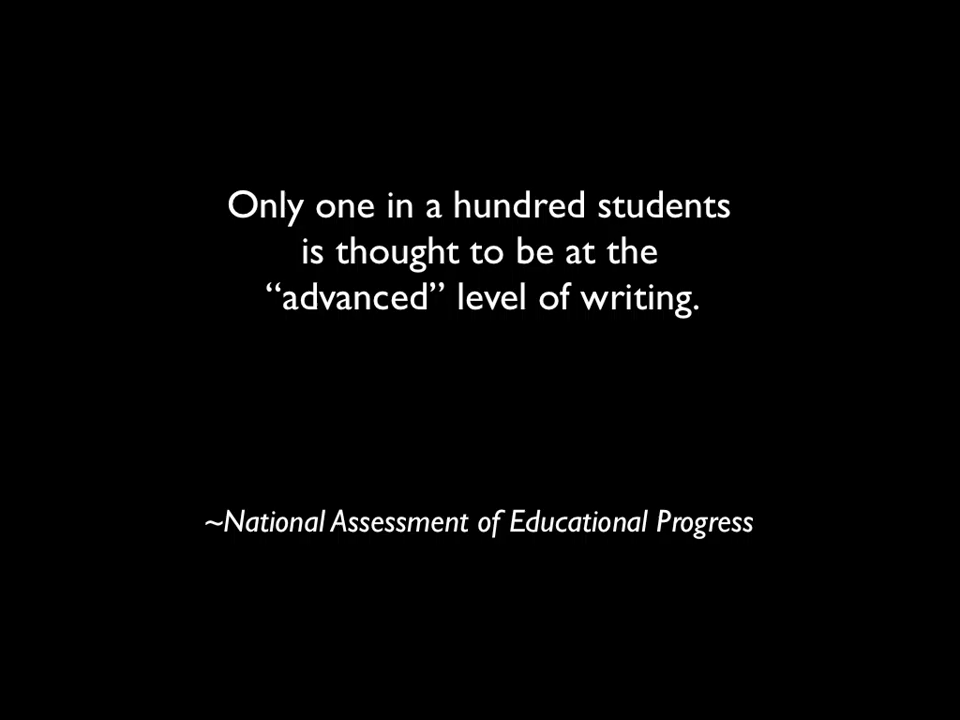 Only one in a hundred students
is thought to be at the
“advanced” level of writing.
~National Assessment of Educational Progress